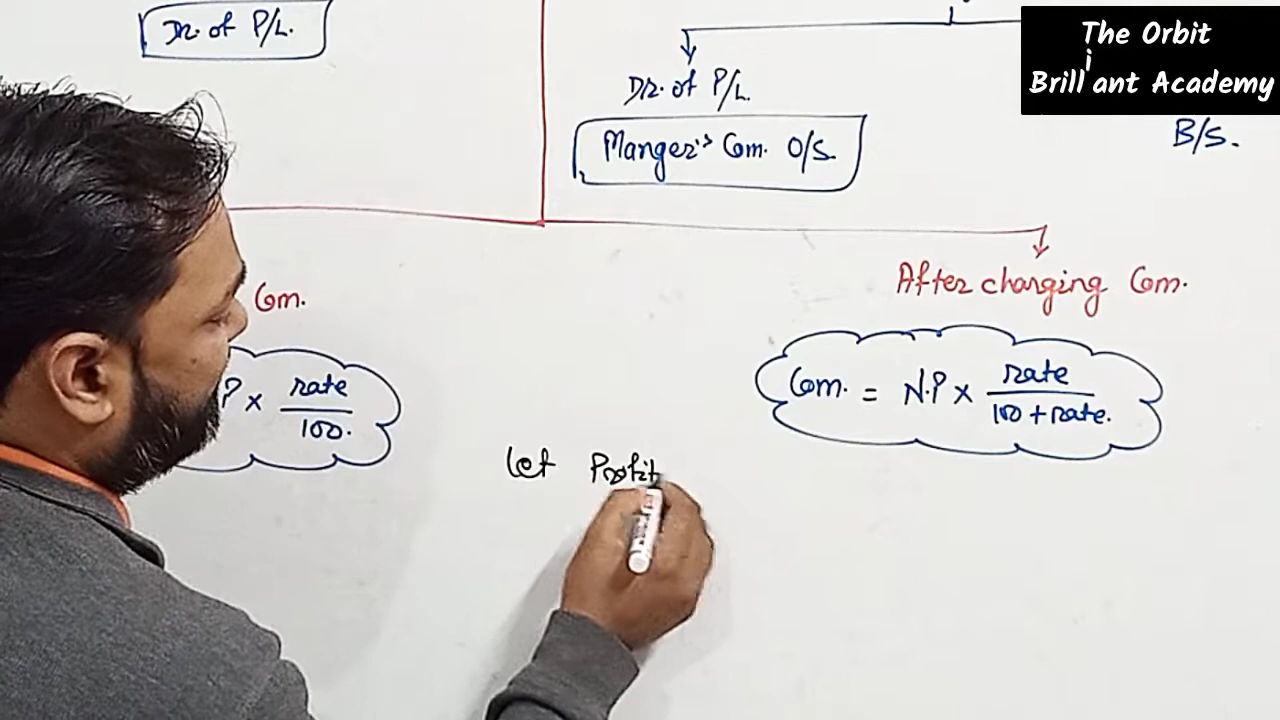 Dr. of P/L.
The Orbit
Brilliant Academy
Dr. of P/L.
Manger's Com. O/S.
B/S.
Com.
After charging Com.
P × rate
100.
Com. = N.P × rate
100 + rate.
let Profit